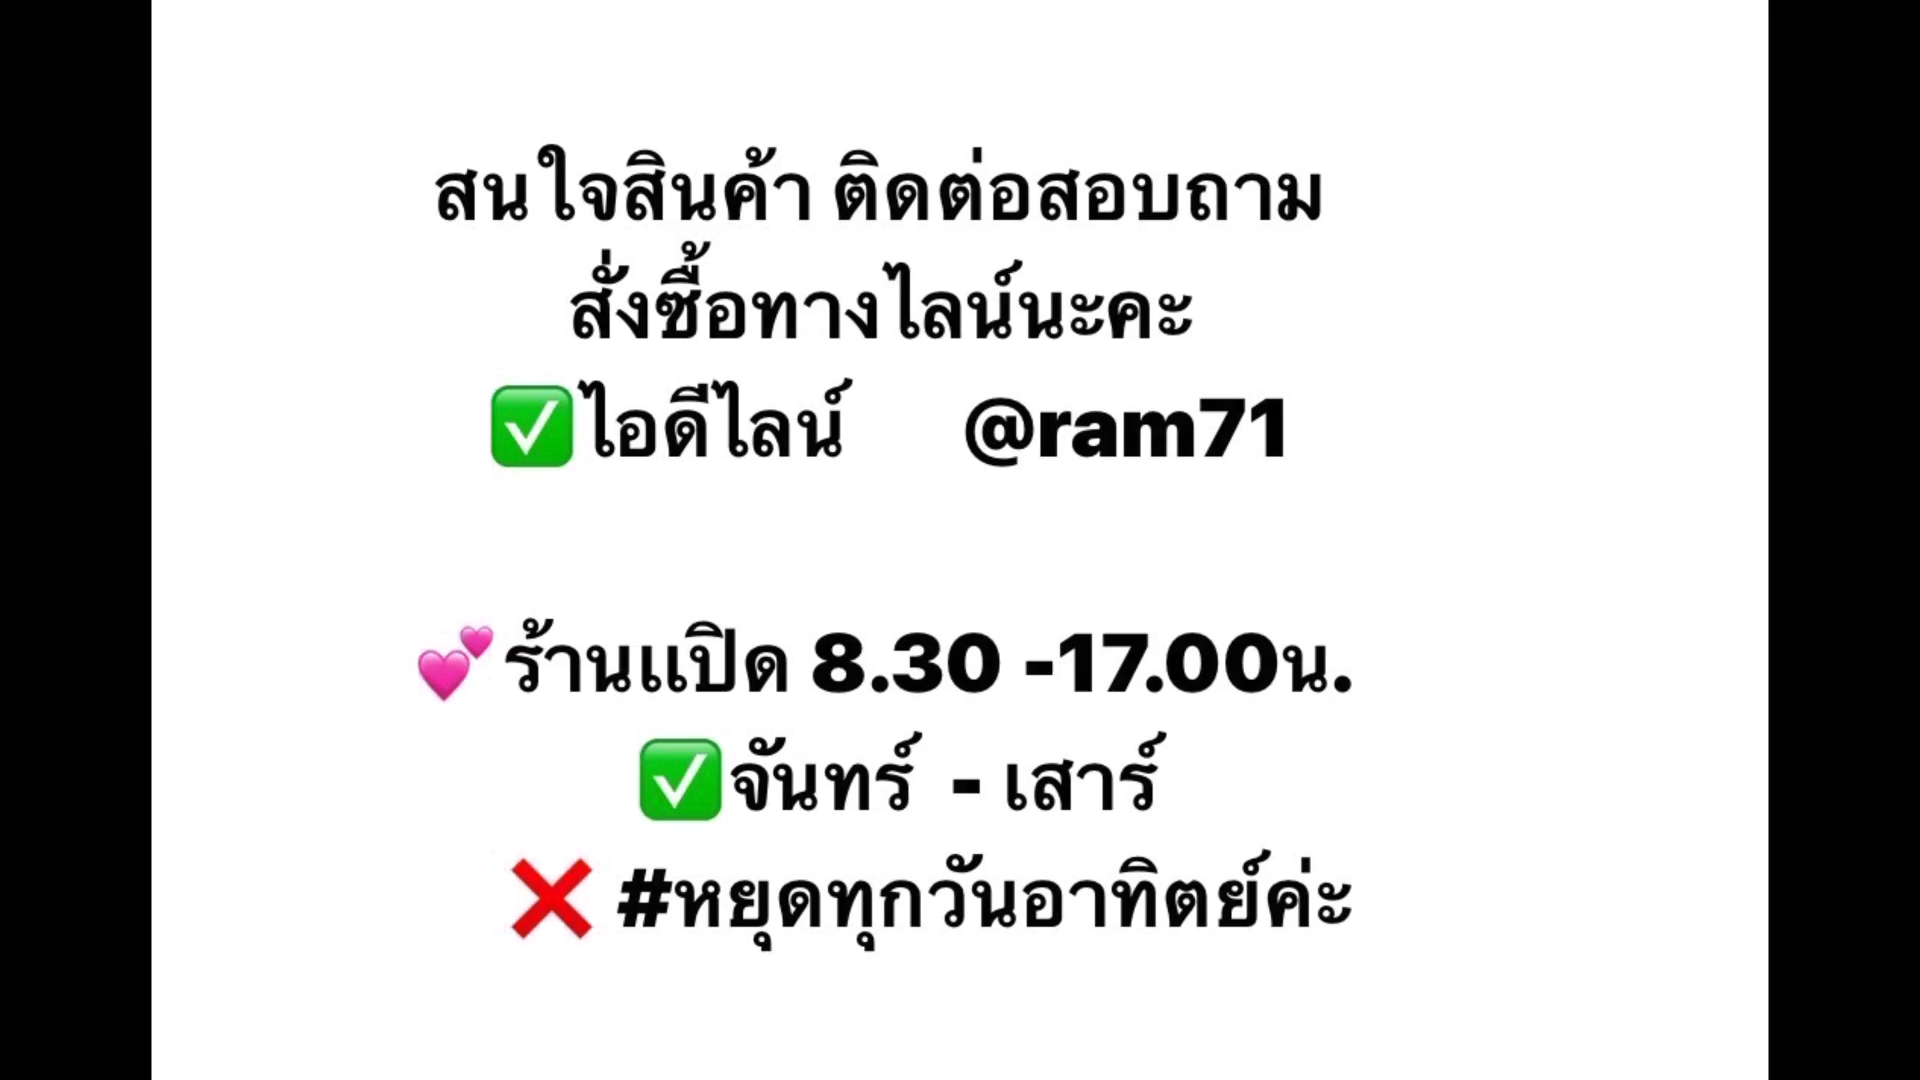 สนใจสินค้า ติดต่อสอบถาม
สั่งซื้อทางไลน์นะคะ
✅ไอดีไลน์ @ram71
💕ร้านเปิด 8.30 -17.00น.
✅จันทร์ - เสาร์
❌ #หยุดทุกวันอาทิตย์ค่ะ